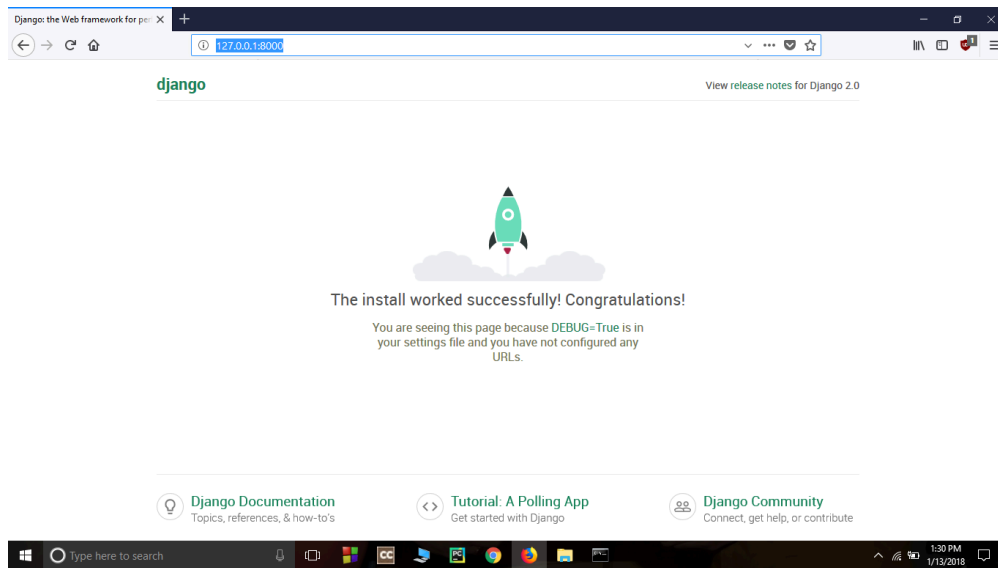 Django: the Web framework for per
127.0.0.1:8000
django
View release notes for Django 2.0
The install worked successfully! Congratulations!
You are seeing this page because DEBUG=True is in
your settings file and you have not configured any
URLs.
Django Documentation
Topics, references, & how-to's
Tutorial: A Polling App
Get started with Django
Django Community
Connect, get help, or contribute
Type here to search
CC
PC
1:30 PM
1/13/2018